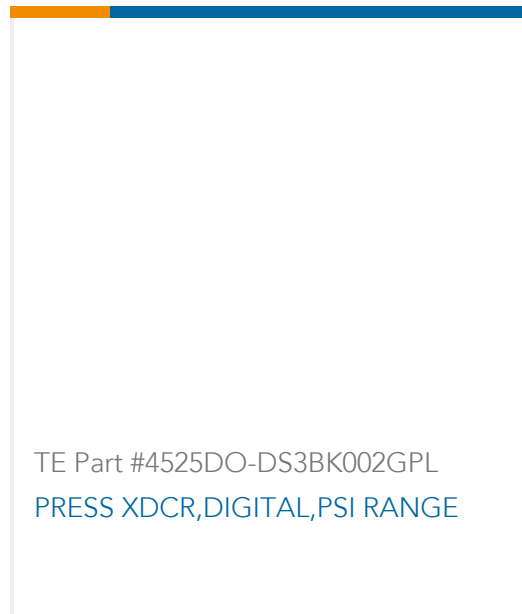 TE Part #4525DO-DS3BK002GPL
PRESS XDCR,DIGITAL,PSI RANGE